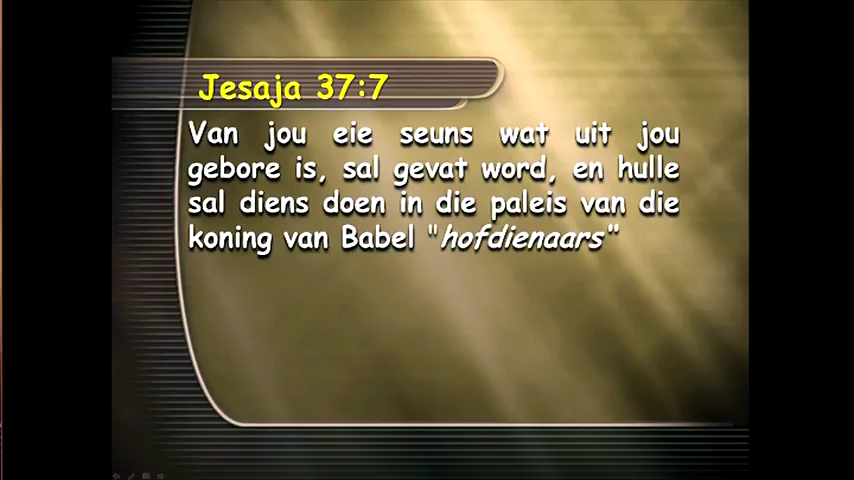 Jesaja 37:7
Van jou eie seuns wat uit jou
gebore is, sal gevat word, en hulle
sal diens doen in die paleis van die
koning van Babel "hofdienaars"